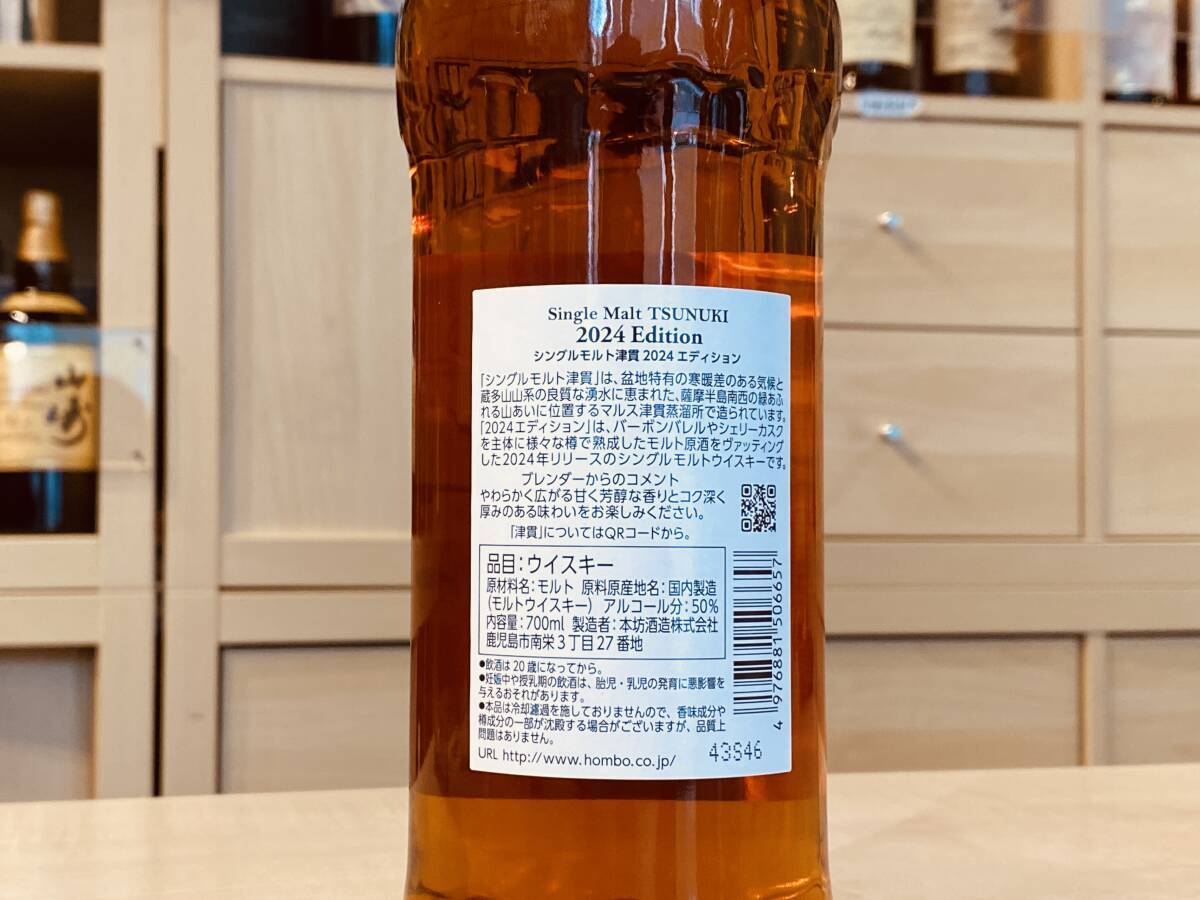 Single Malt TSUNUKI
2024 Edition
シングルモルト津貫 2024 エディション
「シングルモルト津貫」は、盆地特有の寒暖差のある気候と
蔵多山山系の良質な湧水に恵まれた、薩摩半島南西の緑あふ
れる山あいに位置するマルス津貫蒸溜所で造られています。
「2024エディション」は、バーボンバレルやシェリーカスク
を主体に様々な樽で熟成したモルト原酒をヴァッティング
した2024年リリースのシングルモルトウイスキーです。
ブレンダーからのコメント
やわらかく広がる甘く芳醇な香りとコク深く
厚みのある味わいをお楽しみください。
「津貫」についてはQRコードから。
品目：ウイスキー
原材料名：モルト 原料原産地名：国内製造
（モルトウイスキー） アルコール分：50%
内容量：700ml 製造者：本坊酒造株式会社
鹿児島市南栄3丁目27番地
●飲酒は20歳になってから。
●妊娠中や授乳期の飲酒は、胎児・乳児の発育に悪影響を
与えるおそれがあります。
●本品は冷却濾過を施しておりませんので、香味成分や
樽成分の一部が沈殿する場合がございますが、品質上
問題はありません。
URL http://www.hombo.co.jp/
43S46
4 976881 506657
山崎